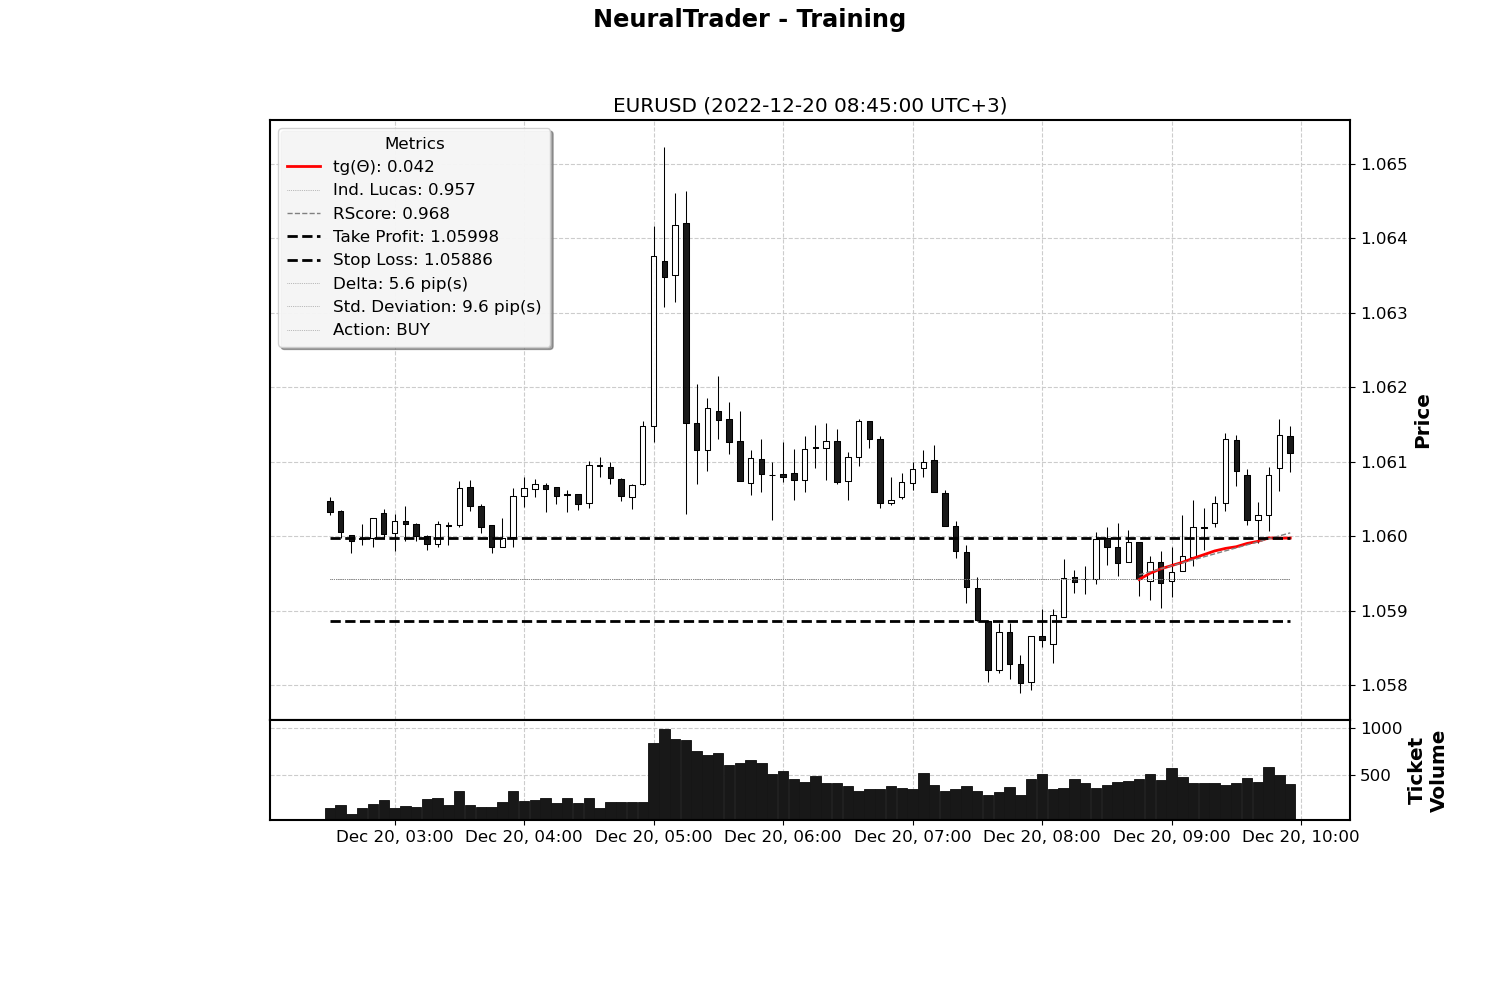 NeuralTrader - Training
EURUSD (2022-12-20 08:45:00 UTC+3)
Metrics
tg(Θ): 0.042
Ind. Lucas: 0.957
RScore: 0.968
Take Profit: 1.05998
Stop Loss: 1.05886
Delta: 5.6 pip(s)
Std. Deviation: 9.6 pip(s)
Action: BUY
1.065
1.064
1.063
1.062
1.061
1.060
1.059
1.058
Price
1000
500
Ticket
Volume
Dec 20, 03:00 Dec 20, 04:00 Dec 20, 05:00 Dec 20, 06:00 Dec 20, 07:00 Dec 20, 08:00 Dec 20, 09:00 Dec 20, 10:00